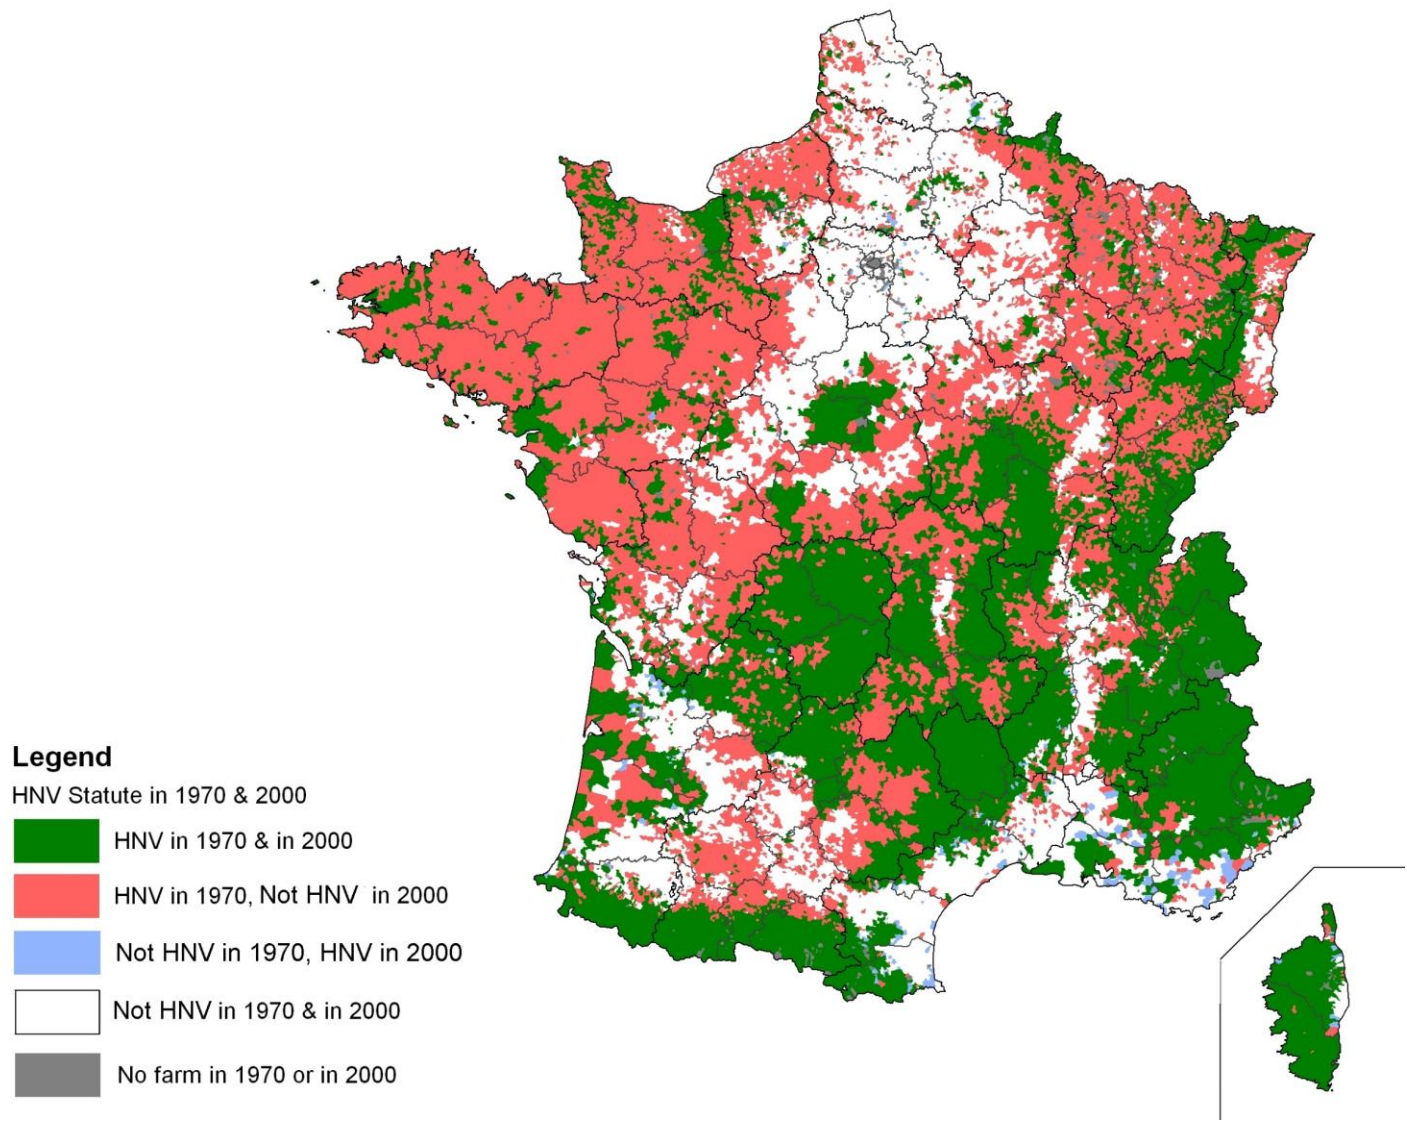 Legend
HNV Statute in 1970 & 2000
HNV in 1970 & in 2000
HNV in 1970, Not HNV in 2000
Not HNV in 1970, HNV in 2000
Not HNV in 1970 & in 2000
No farm in 1970 or in 2000